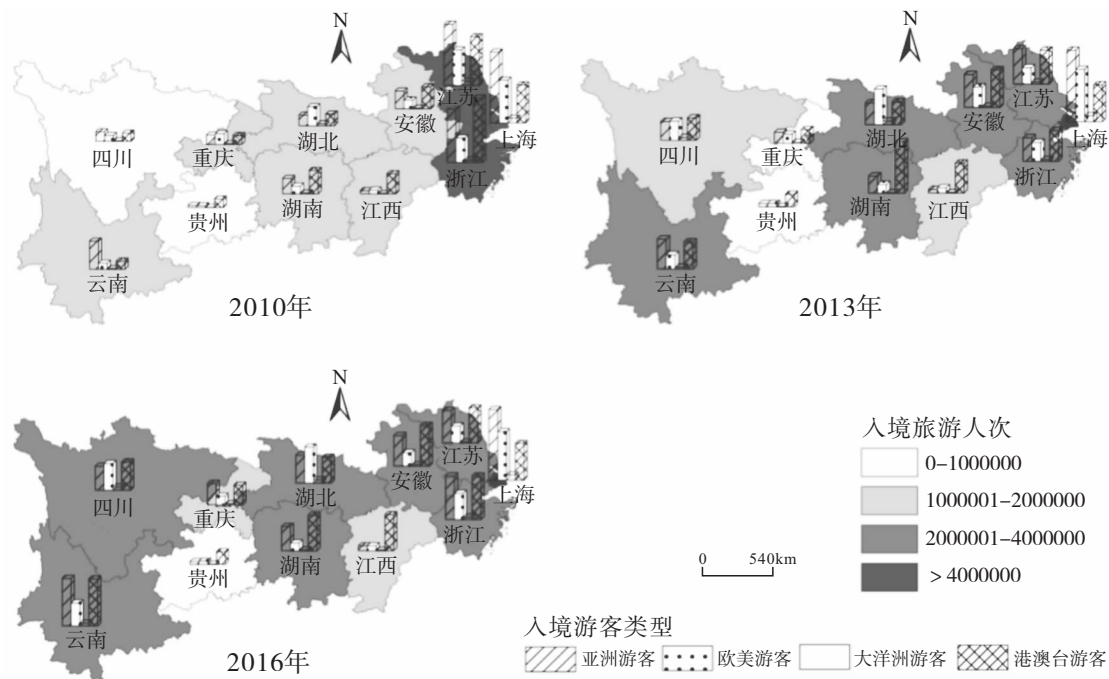 N
江苏
安徽
上海
湖北
四川
重庆
浙江
湖南
江西
贵州
云南
2010年
N
江苏
安徽
上海
湖北
四川
重庆
浙江
湖南
江西
贵州
云南
2013年
N
江苏
安徽
上海
四川
湖北
重庆
浙江
湖南
江西
贵州
云南
2016年
入境旅游人次
0-1000000
1000001-2000000
2000001-4000000
>4000000
0 540km
入境游客类型
亚洲游客 欧美游客 大洋洲游客 港澳台游客